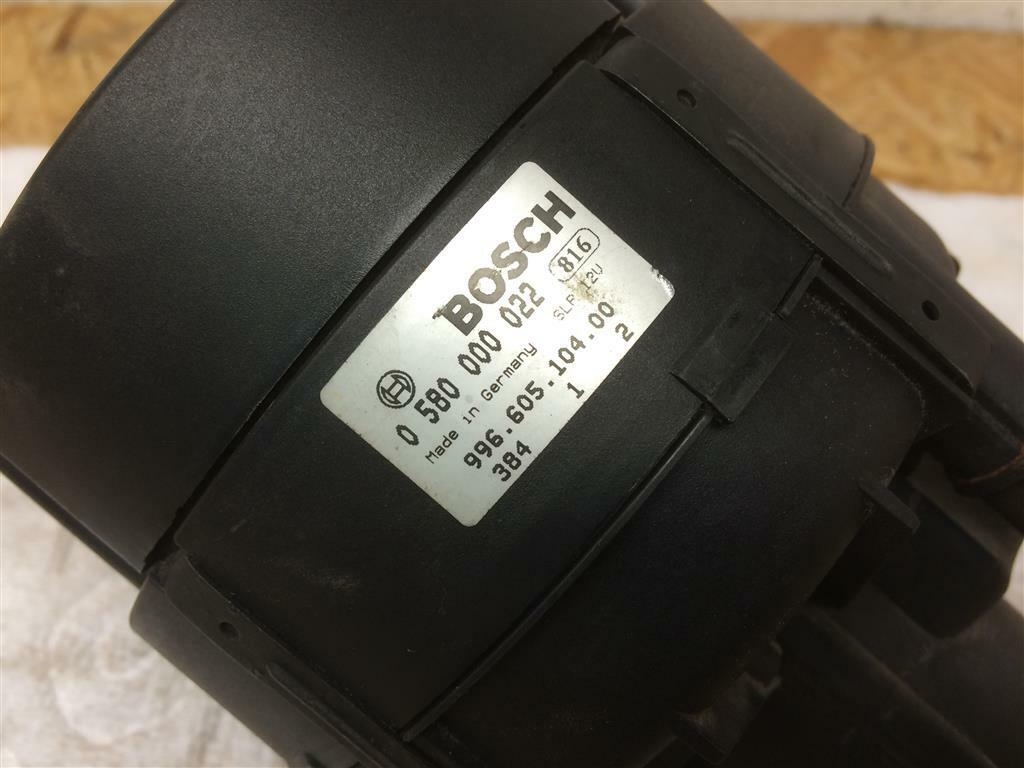 BOSCH
0 580 000 022 816
Made in Germany SLP 12V
996.605.104.00
384 1 2